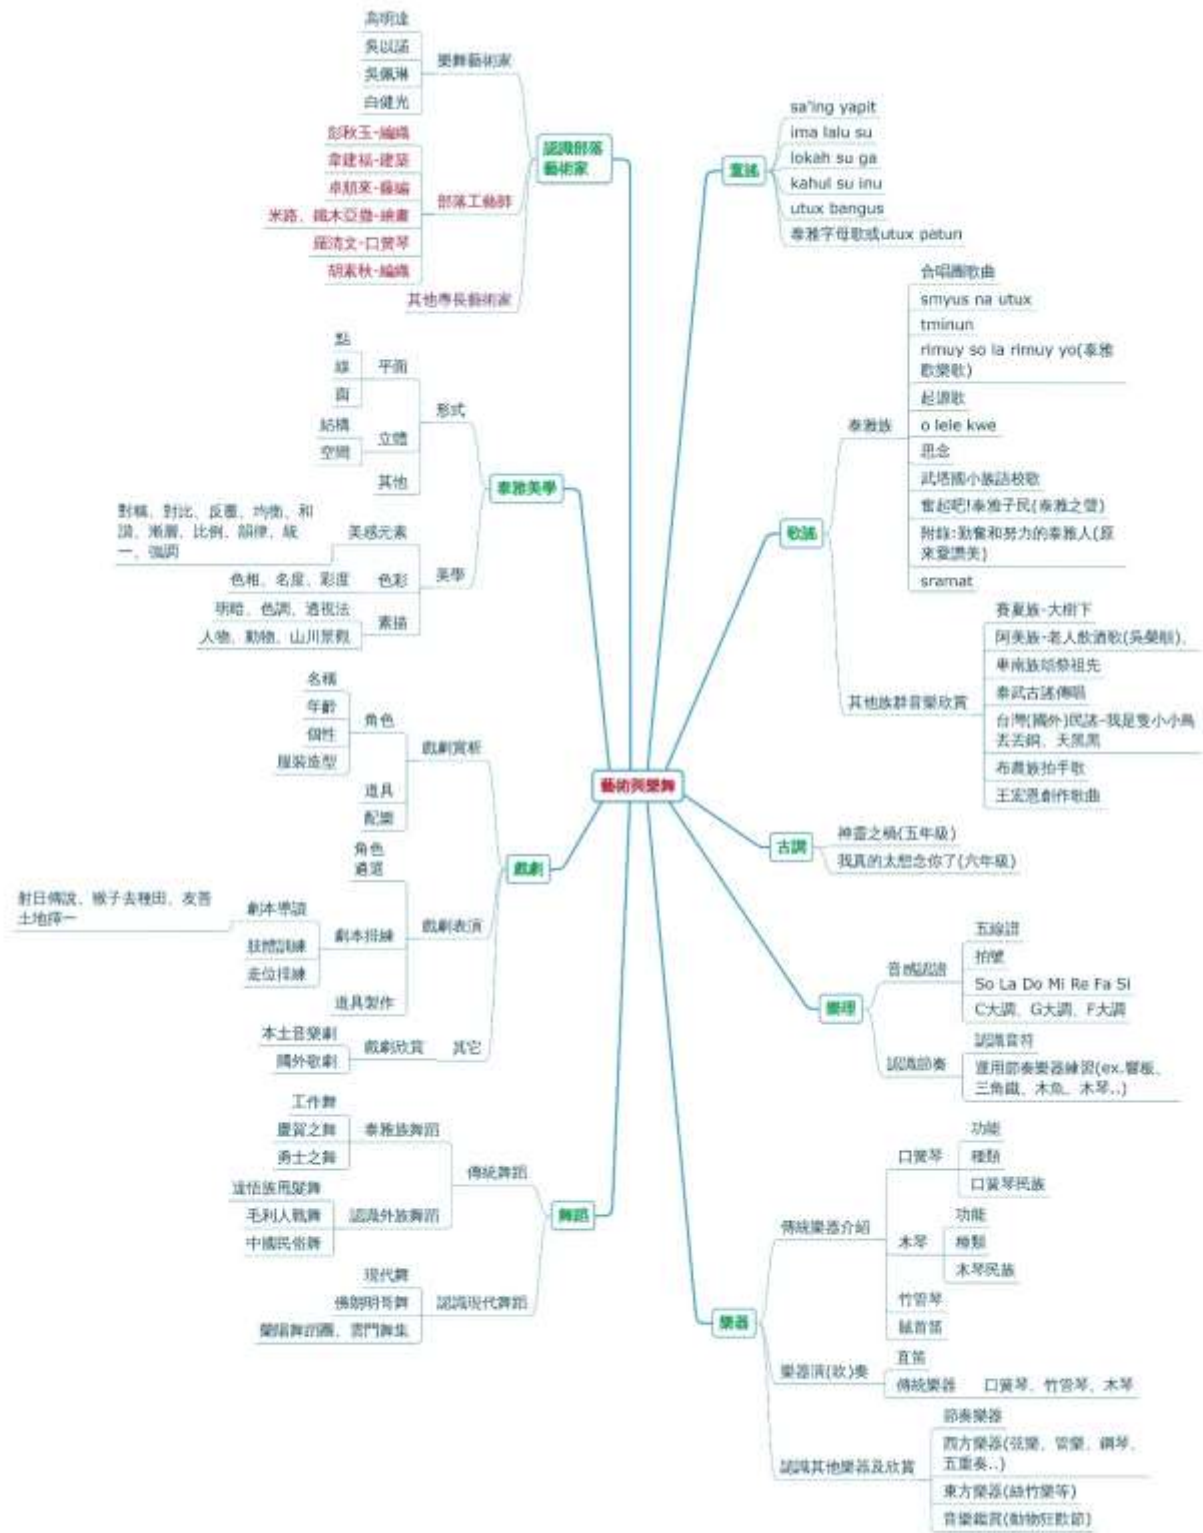 藝術與樂舞
認識部落
藝術家
樂舞藝術家
高明達
吳以諾
吳佩琳
白健光
部落工藝師
彭秋玉-編織
韋建福-建築
卓順來-藤編
米路、鐵木亞撒-繪畫
羅清文-口簧琴
胡素秋-編織
其他專長藝術家
泰雅美學
形式
平面
點
線
面
立體
結構
空間
其他
美學
美感元素
對稱、對比、反覆、均衡、和
諧、漸層、比例、韻律、統
一、強調
色彩
色相、名度、彩度
素描
明暗、色調、透視法
人物、動物、山川景觀
戲劇
戲劇賞析
角色
名稱
年齡
個性
服裝造型
道具
配樂
戲劇表演
角色
遴選
劇本排練
劇本導讀
射日傳說、猴子去種田、友善
土地擇一
肢體訓練
走位排練
道具製作
其它
戲劇欣賞
本土音樂劇
國外歌劇
舞蹈
傳統舞蹈
泰雅族舞蹈
工作舞
慶賀之舞
勇士之舞
認識外族舞蹈
達悟族甩髮舞
毛利人戰舞
中國民俗舞
認識現代舞蹈
現代舞
佛朗明哥舞
蘭陽舞蹈團、雲門舞集
童謠
sa'ing yapit
ima lalu su
lokah su ga
kahul su inu
utux bangus
泰雅字母歌或utux patun
歌謠
泰雅族
合唱團歌曲
smyus na utux
tminun
rimuy so la rimuy yo(泰雅
歡樂歌)
起源歌
o lele kwe
思念
武塔國小族語校歌
奮起吧!泰雅子民(泰雅之聲)
附錄:勤奮和努力的泰雅人(原
來愛讚美)
sramat
其他族群音樂欣賞
賽夏族-大樹下
阿美族-老人飲酒歌(吳榮順)、
卑南族頌祭祖先
泰武古謠傳唱
台灣(國外)民謠-我是隻小小鳥
丟丟銅、天黑黑
布農族拍手歌
王宏恩創作歌曲
古調
神靈之橋(五年級)
我真的太想念你了(六年級)
樂理
音感認譜
五線譜
拍號
So La Do Mi Re Fa Si
C大調、G大調、F大調
認識節奏
認識音符
運用節奏樂器練習(ex.響板、
三角鐵、木魚、木琴..)
樂器
傳統樂器介紹
口簧琴
功能
種類
口簧琴民族
木琴
功能
種類
木琴民族
竹管琴
馘首笛
樂器演(吹)奏
直笛
傳統樂器
口簧琴、竹管琴、木琴
認識其他樂器及欣賞
節奏樂器
西方樂器(弦樂、管樂、鋼琴、
五重奏..)
東方樂器(絲竹樂等)
音樂鑑賞(動物狂歡節)